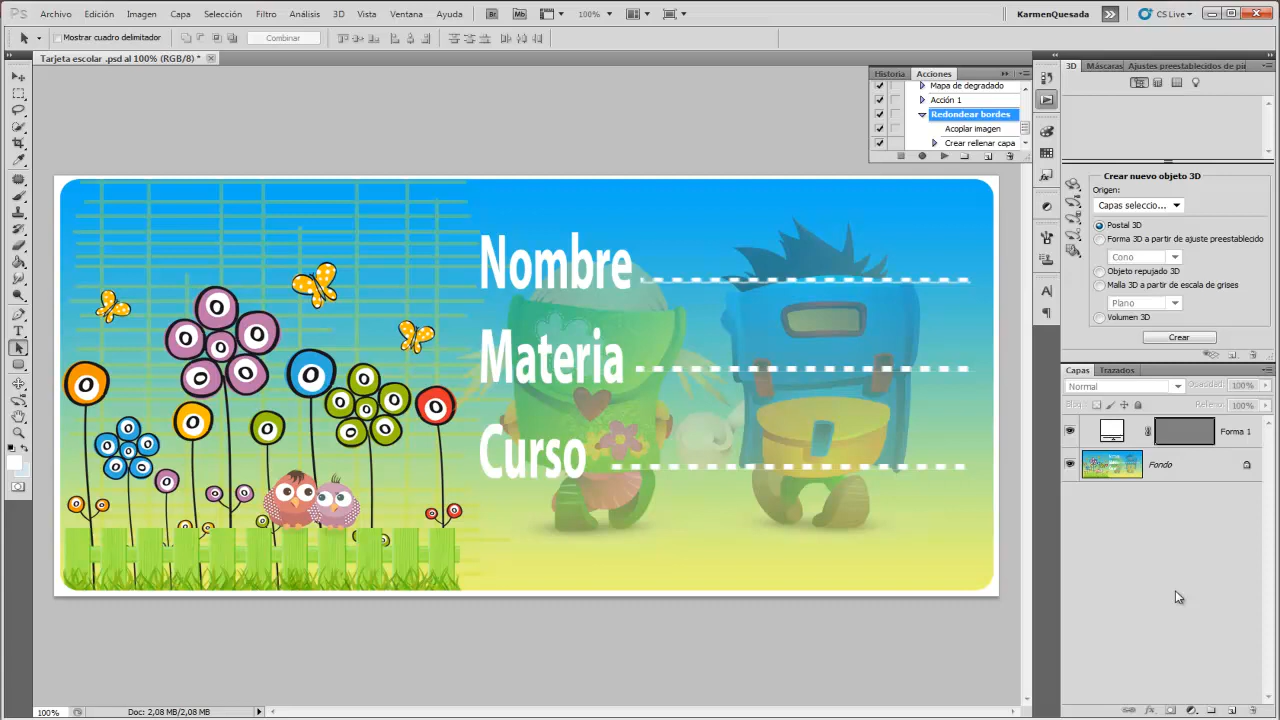 Ps Archivo Edición Imagen Capa Selección Filtro Análisis 3D Vista Ventana Ayuda Br Mb 100% KarmenQuesada CS Live
Mostrar cuadro delimitador Combinar
Tarjeta escolar .psd al 100% (RGB/8) *
Historia Acciones
Mapa de degradado
Acción 1
Redondear bordes
Acoplar imagen
Crear rellenar capa
3D Máscaras Ajustes preestablecidos de
Crear nuevo objeto 3D
Origen:
Capas seleccio...
Postal 3D
Forma 3D a partir de ajuste preestablecido
Cono
Objeto repujado 3D
Malla 3D a partir de escala de grises
Plano
Volumen 3D
Crear
Capas Trazados
Normal Opacidad: 100%
Bloq.: Relleno: 100%
Forma 1
Fondo
Nombre
Materia
Curso
100% Doc: 2,08 MB/2,08 MB